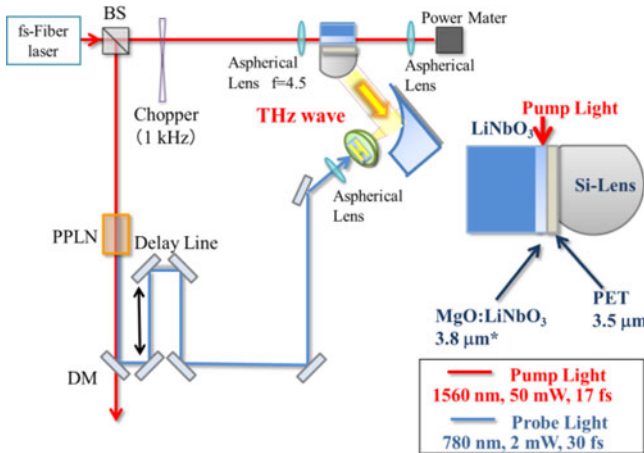 fs-Fiber
laser
BS
Chopper
(1 kHz)
Aspherical
Lens f=4.5
THz wave
Power Mater
Aspherical
Lens
Aspherical
Lens
PPLN
Delay Line
DM
Pump Light
LiNbO₃
Si-Lens
MgO:LiNbO₃
3.8 μm*
PET
3.5 μm
Pump Light
1560 nm, 50 mW, 17 fs
Probe Light
780 nm, 2 mW, 30 fs